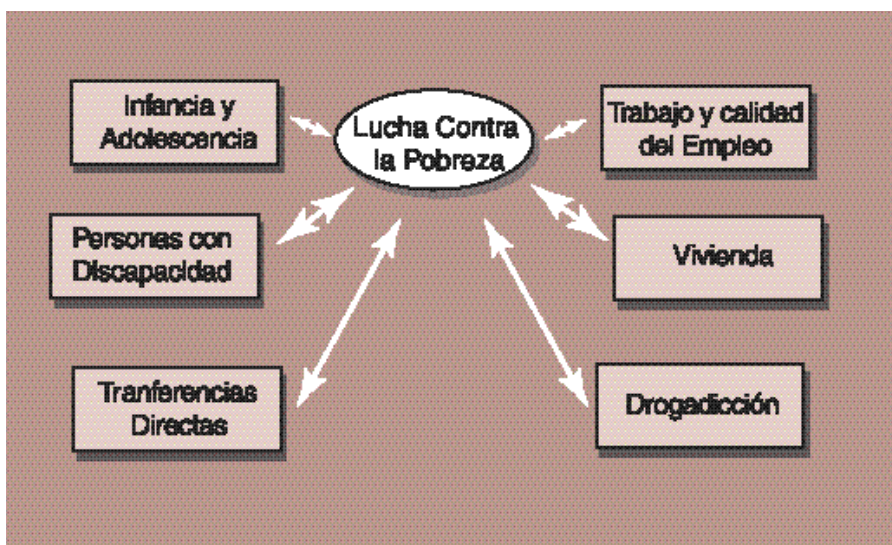 Infancia y
Adolescencia
Lucha Contra
la Pobreza
Trabajo y calidad
del Empleo
Personas con
Discapacidad
Vivienda
Tranferencias
Directas
Drogadicción